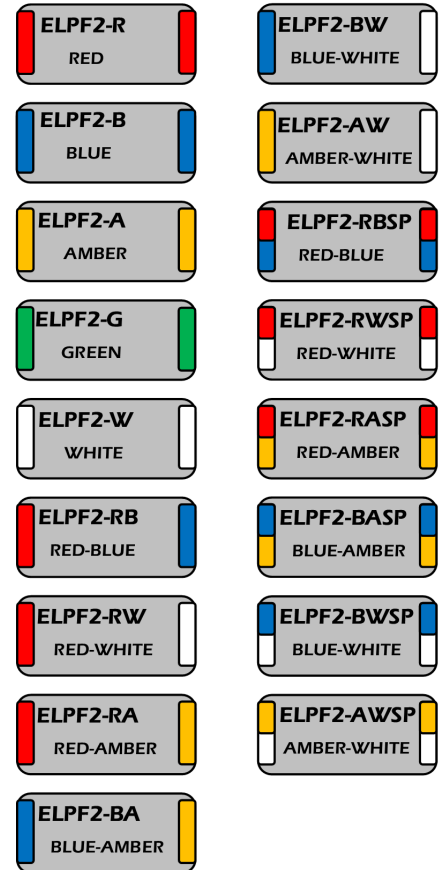 ELPF2-R
RED
ELPF2-B
BLUE
ELPF2-A
AMBER
ELPF2-G
GREEN
ELPF2-W
WHITE
ELPF2-RB
RED-BLUE
ELPF2-RW
RED-WHITE
ELPF2-RA
RED-AMBER
ELPF2-BA
BLUE-AMBER
ELPF2-BW
BLUE-WHITE
ELPF2-AW
AMBER-WHITE
ELPF2-RBSP
RED-BLUE
ELPF2-RWSP
RED-WHITE
ELPF2-RASP
RED-AMBER
ELPF2-BASP
BLUE-AMBER
ELPF2-BWSP
BLUE-WHITE
ELPF2-AWSP
AMBER-WHITE